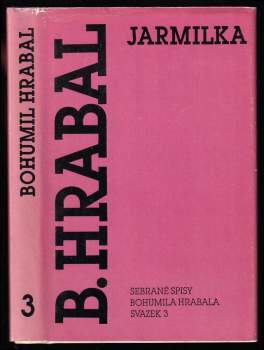 BOHUMIL HRABAL
3
B. HRABAL
JARMILKA
SEBRANÉ SPISY
BOHUMILA HRABALA
SVAZEK 3